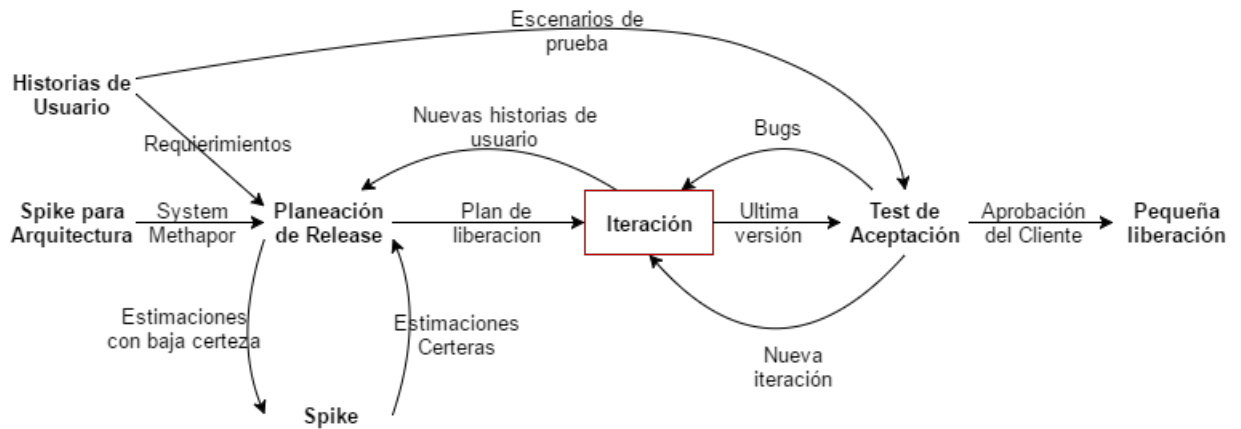 Escenarios de
prueba
Historias de
Usuario
Nuevas historias de
usuario
Bugs
Requierimientos
Spike para
Arquitectura
System
Methapor
Planeación
de Release
Plan de
liberacion
Iteración
Ultima
versión
Test de
Aceptación
Aprobación
del Cliente
Pequeña
liberación
Estimaciones
con baja certeza
Estimaciones
Certeras
Nueva
iteración
Spike